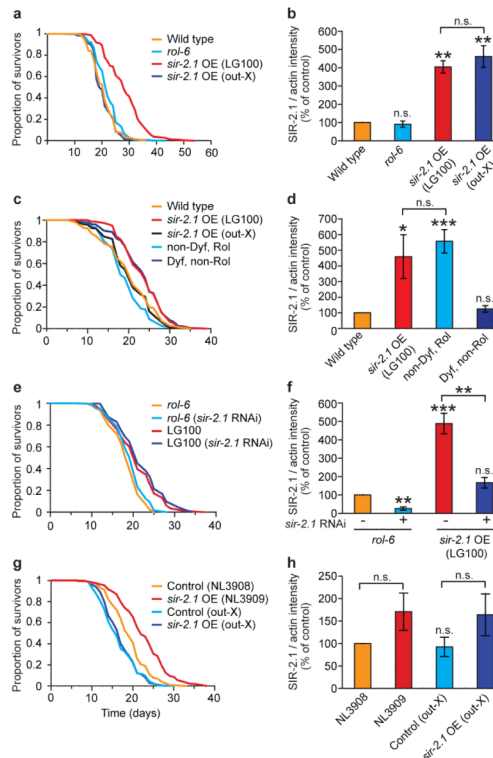 a
Proportion of survivors
1
0.8
0.6
0.4
0.2
0
0 10 20 30 40 50 60
Wild type
rol-6
sir-2.1 OE (LG100)
sir-2.1 OE (out-X)
b
SIR-2.1 / actin intensity
(% of control)
600
500
400
300
200
100
0
n.s.
**
**
n.s.
Wild type
rol-6
sir-2.1 OE
(LG100)
sir-2.1 OE
(out-X)
c
Proportion of survivors
1
0.8
0.6
0.4
0.2
0
0 10 20 30 40
Wild type
sir-2.1 OE (LG100)
sir-2.1 OE (out-X)
non-Dyf, Rol
Dyf, non-Rol
d
SIR-2.1 / actin intensity
(% of control)
700
600
500
400
300
200
100
0
n.s.
*
***
n.s.
Wild type
sir-2.1 OE
(LG100)
non-Dyf, Rol
Dyf, non-Rol
e
Proportion of survivors
1
0.8
0.6
0.4
0.2
0
0 10 20 30 40
rol-6
rol-6 (sir-2.1 RNAi)
LG100
LG100 (sir-2.1 RNAi)
f
SIR-2.1 / actin intensity
(% of control)
600
500
400
300
200
100
0
**
***
**
n.s.
sir-2.1 RNAi - + - +
rol-6
sir-2.1 OE
(LG100)
g
Proportion of survivors
1
0.8
0.6
0.4
0.2
0
0 10 20 30 40
Time (days)
Control (NL3908)
sir-2.1 OE (NL3909)
Control (out-X)
sir-2.1 OE (out-X)
h
SIR-2.1 / actin intensity
(% of control)
250
200
150
100
50
0
n.s.
n.s.
n.s.
NL3908
NL3909
Control (out-X)
sir-2.1 OE (out-X)